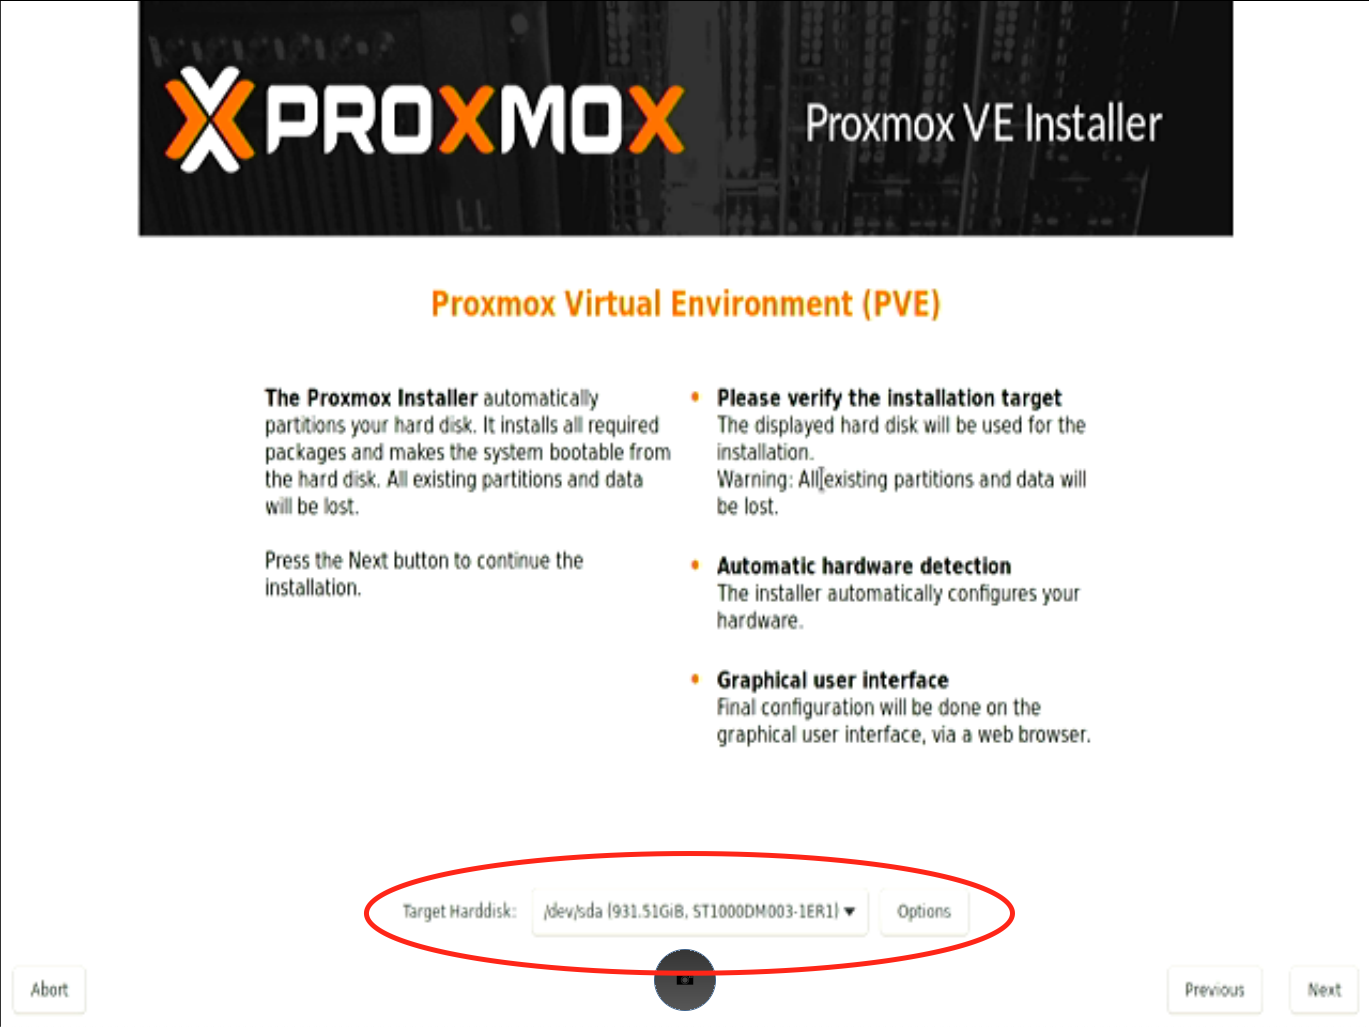 PROXMOX
Proxmox VE Installer
Proxmox Virtual Environment (PVE)
The Proxmox Installer automatically
partitions your hard disk. It installs all required
packages and makes the system bootable from
the hard disk. All existing partitions and data
will be lost.
Press the Next button to continue the
installation.
Please verify the installation target
The displayed hard disk will be used for the
installation.
Warning: All existing partitions and data will
be lost.
Automatic hardware detection
The installer automatically configures your
hardware.
Graphical user interface
Final configuration will be done on the
graphical user interface, via a web browser.
Target Harddisk: /dev/sda (931.51GiB, ST1000DM003-1ER1) Options
Abort Previous Next